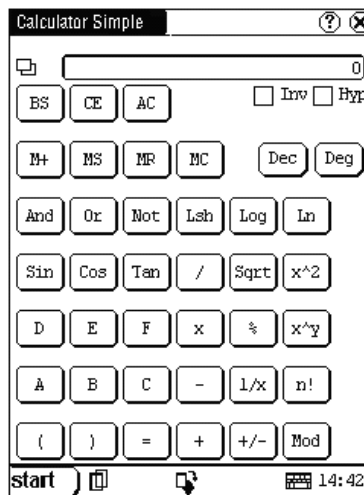 Calculator Simple ?
0
BS CE AC Inv Hyp
M+ MS MR MC Dec Deg
And Or Not Lsh Log Ln
Sin Cos Tan / Sqrt x^2
D E F x % x^y
A B C - 1/x n!
( ) = + +/- Mod
start 14:42